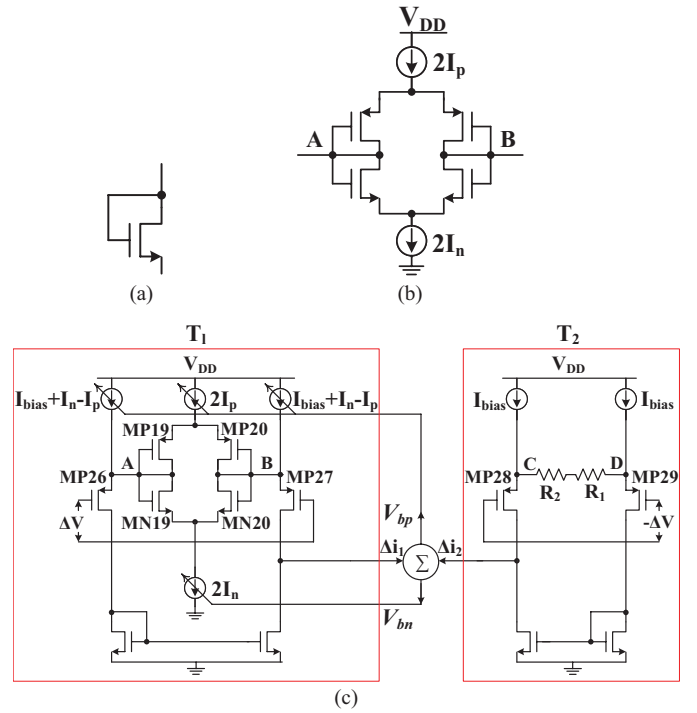 V_DD
2I_p
A
B
2I_n
(a)
(b)
T_1
T_2
V_DD
V_DD
I_bias+I_n-I_p
2I_p
I_bias+I_n-I_p
I_bias
I_bias
MP19
MP20
A
B
C
D
MP26
MP27
MP28
MP29
R_2
R_1
ΔV
MN19
MN20
V_bp
-ΔV
Δi_1
Σ
Δi_2
2I_n
V_bn
(c)